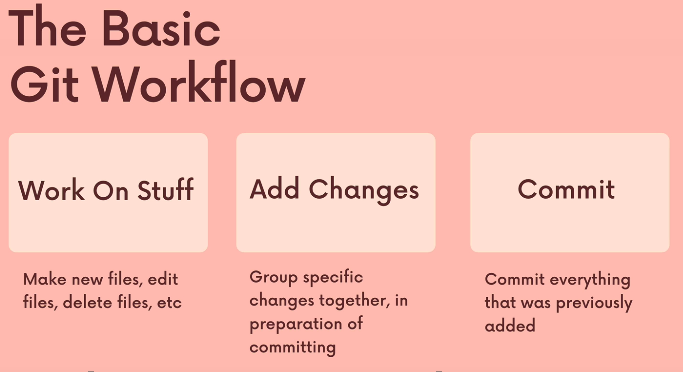 The Basic
Git Workflow
Work On Stuff
Make new files, edit
files, delete files, etc
Add Changes
Group specific
changes together, in
preparation of
committing
Commit
Commit everything
that was previously
added